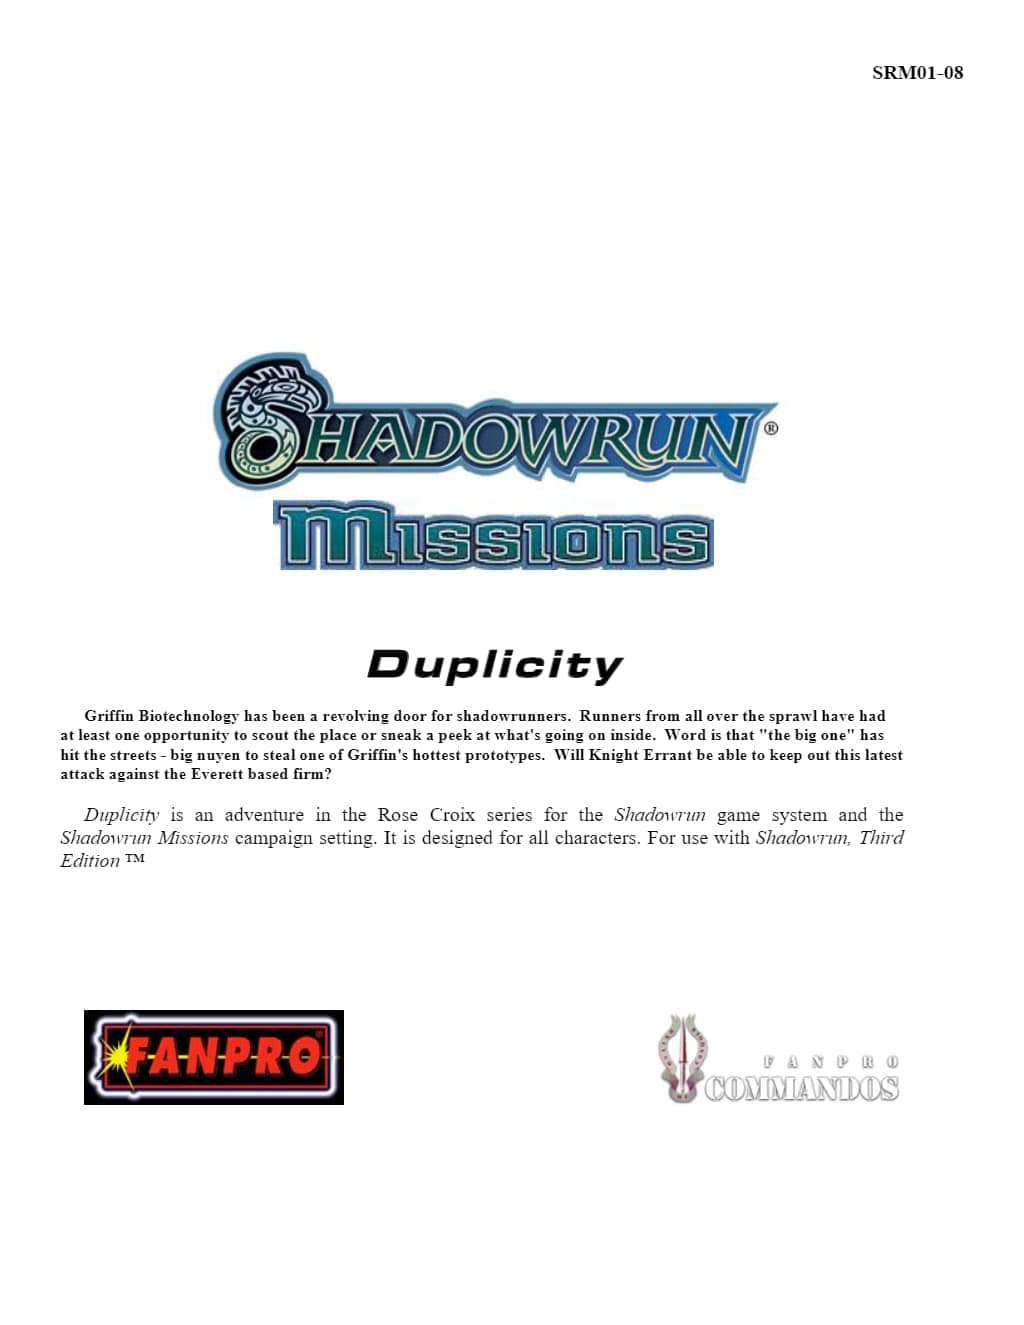 SRM01-08
SHADOWRUN®
Missions
Duplicity
Griffin Biotechnology has been a revolving door for shadowrunners. Runners from all over the sprawl have had
at least one opportunity to scout the place or sneak a peek at what's going on inside. Word is that "the big one" has
hit the streets - big nuyen to steal one of Griffin's hottest prototypes. Will Knight Errant be able to keep out this latest
attack against the Everett based firm?
Duplicity is an adventure in the Rose Croix series for the Shadowrun game system and the
Shadowrun Missions campaign setting. It is designed for all characters. For use with Shadowrun, Third
Edition ™
FANPRO®
FANPRO
COMMANDOS